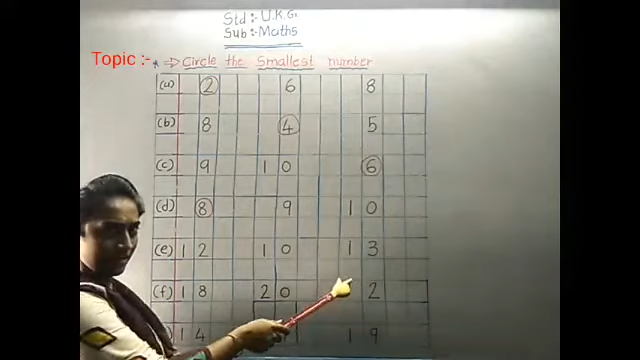 Std :- U.K.G.
Sub :- Maths
Topic :- * ⇒ Circle the Smallest number
(a) 2 6 8
(b) 8 4 5
(c) 9 10 6
(d) 8 9 10
(e) 12 10 13
(f) 18 20 2
) 14 19